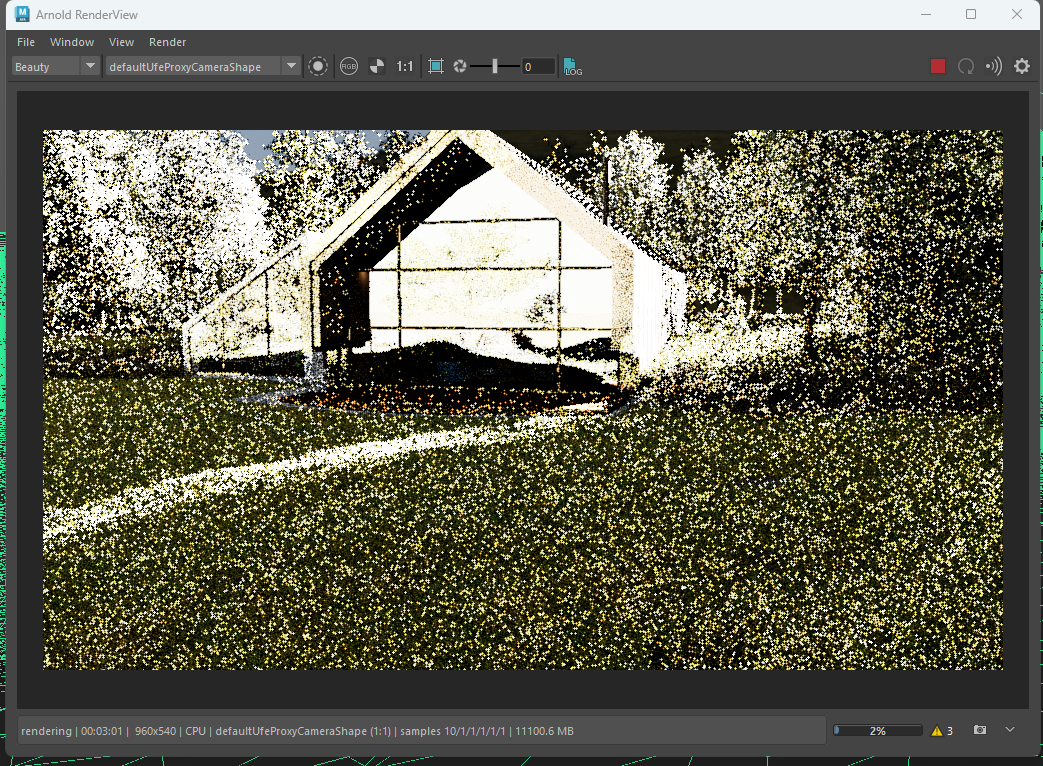 Arnold RenderView
File Window View Render
Beauty defaultUfeProxyCameraShape RGB 1:1 0 LOG
rendering | 00:03:01 | 960x540 | CPU | defaultUfeProxyCameraShape (1:1) | samples 10/1/1/1/1/1 | 11100.6 MB 2% 3